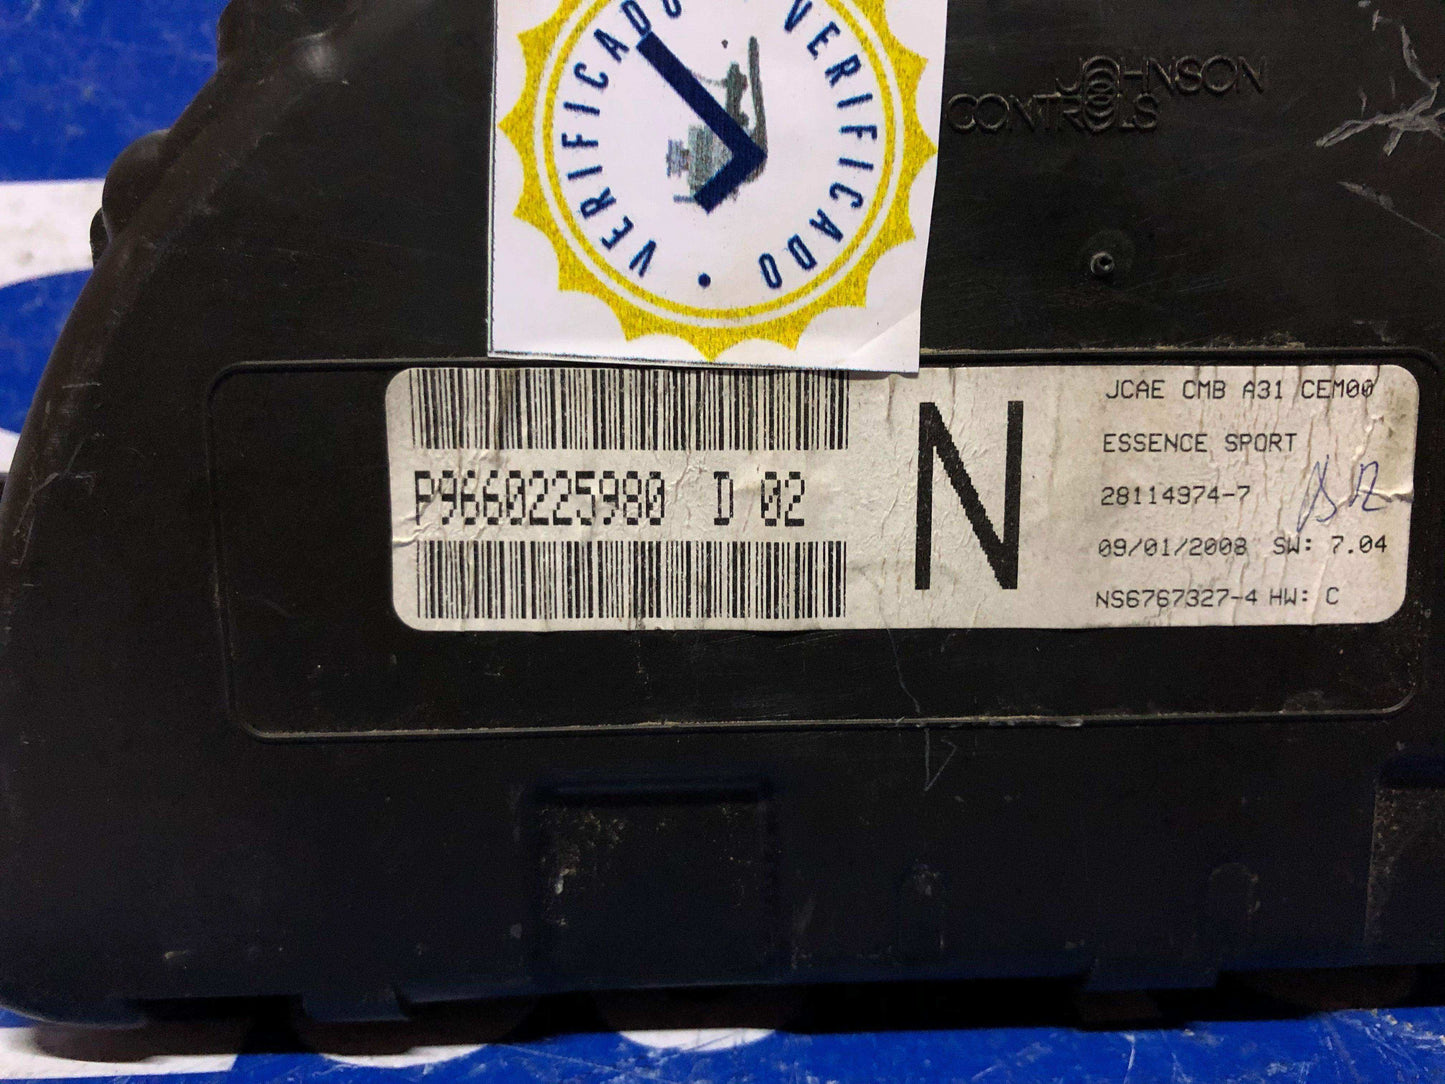 VERIFICADO • VERIFICADO
JOHNSON
CONTROLS
P9660225980 D 02
N
JCAE CMB A31 CEM00
ESSENCE SPORT
28114974-7
09/01/2008 SW: 7.04
NS6767327-4 HW: C